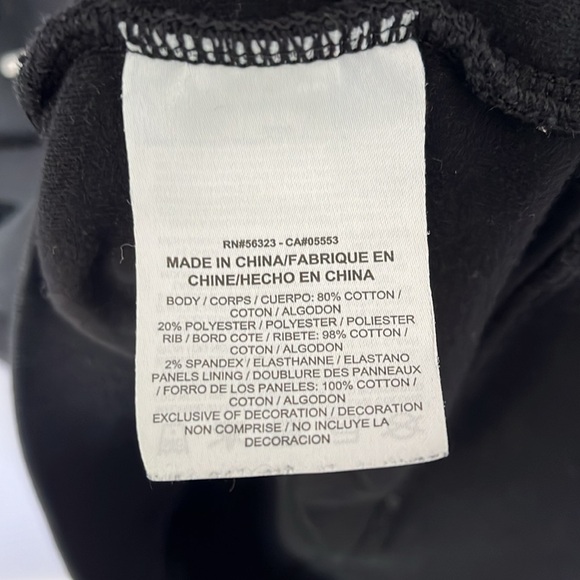 RN#56323 - CA#05553
MADE IN CHINA/FABRIQUE EN
CHINE/HECHO EN CHINA
BODY / CORPS / CUERPO: 80% COTTON /
COTON / ALGODON
20% POLYESTER / POLYESTER / POLIESTER
RIB / BORD COTE / RIBETE: 98% COTTON /
COTON / ALGODON
2% SPANDEX / ELASTHANNE / ELASTANO
PANELS LINING / DOUBLURE DES PANNEAUX
/ FORRO DE LOS PANELES: 100% COTTON /
COTON / ALGODON
EXCLUSIVE OF DECORATION / DECORATION
NON COMPRISE / NO INCLUYE LA
DECORACION